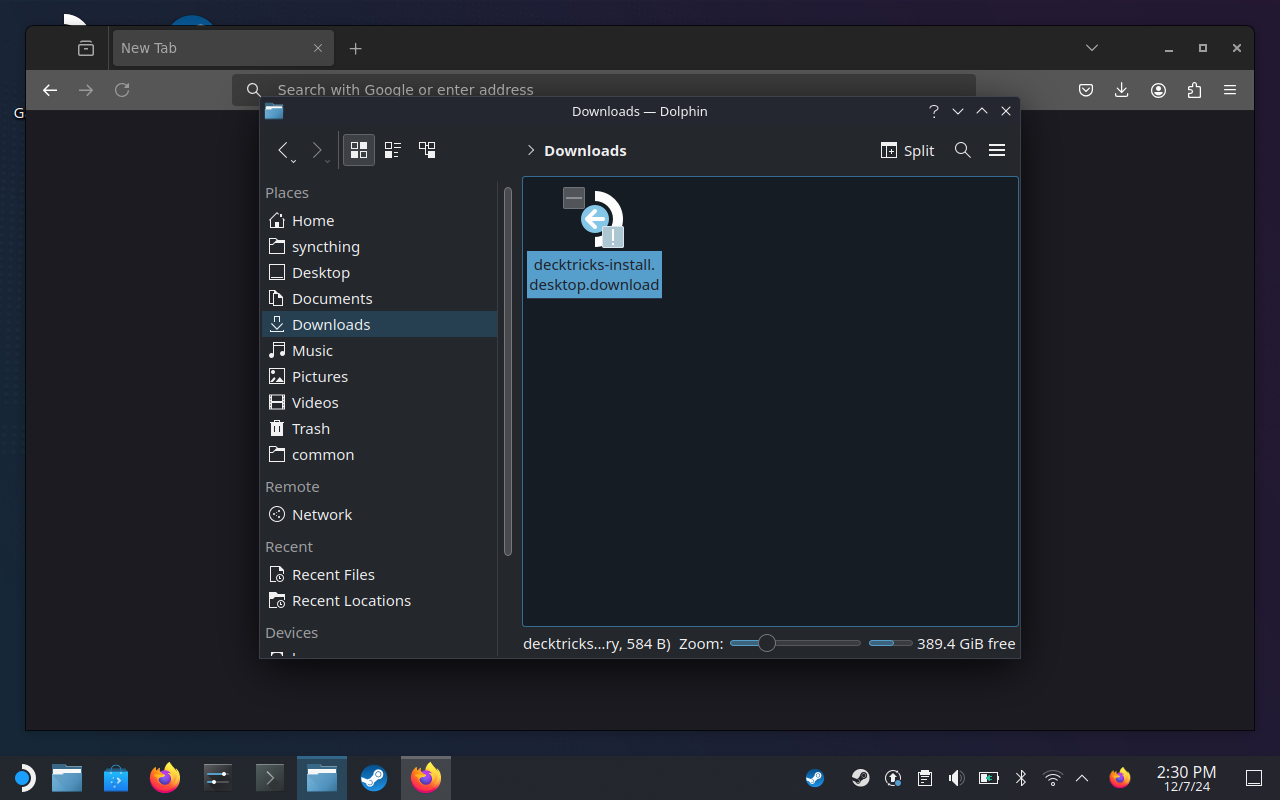 New Tab
Search with Google or enter address
G
Downloads — Dolphin
Downloads
Split
Places
Home
syncthing
Desktop
Documents
Downloads
Music
Pictures
Videos
Trash
common
Remote
Network
Recent
Recent Files
Recent Locations
Devices
decktricks-install.
desktop.download
decktricks...ry, 584 B)
Zoom:
389.4 GiB free
2:30 PM
12/7/24